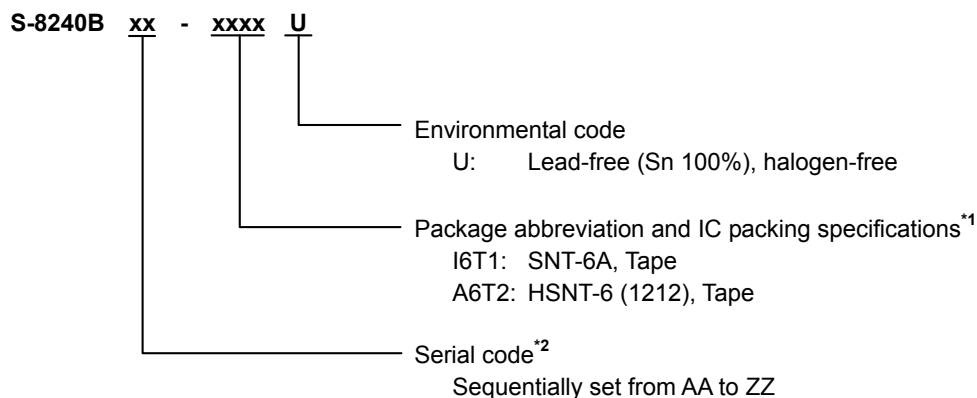 S-8240B xx - xxxx U
Environmental code
U: Lead-free (Sn 100%), halogen-free
Package abbreviation and IC packing specifications*1
I6T1: SNT-6A, Tape
A6T2: HSNT-6 (1212), Tape
Serial code*2
Sequentially set from AA to ZZ